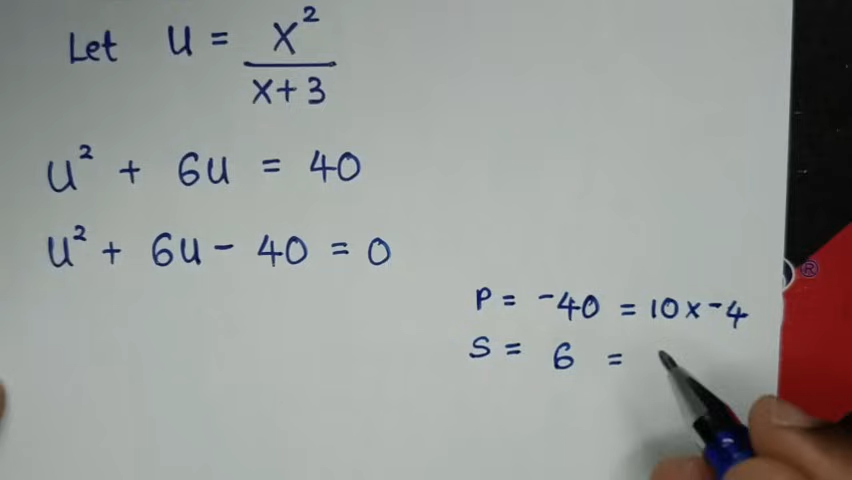 Let u = x² / x+3
u² + 6u = 40
u² + 6u - 40 = 0
P = -40 = 10 x -4
S = 6 =
®